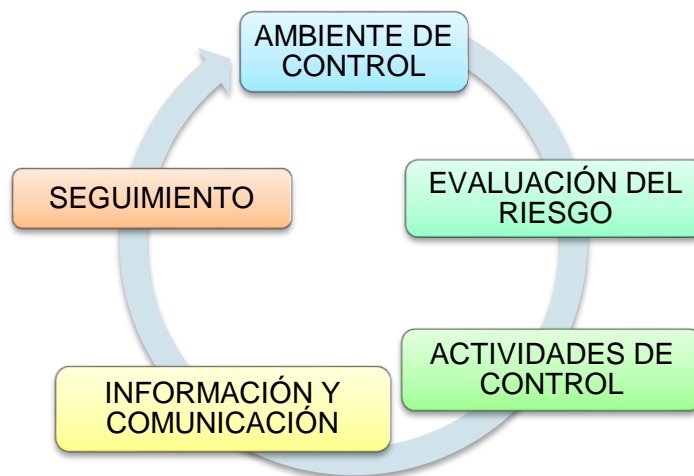 AMBIENTE DE
CONTROL
EVALUACIÓN DEL
RIESGO
ACTIVIDADES DE
CONTROL
INFORMACIÓN Y
COMUNICACIÓN
SEGUIMIENTO